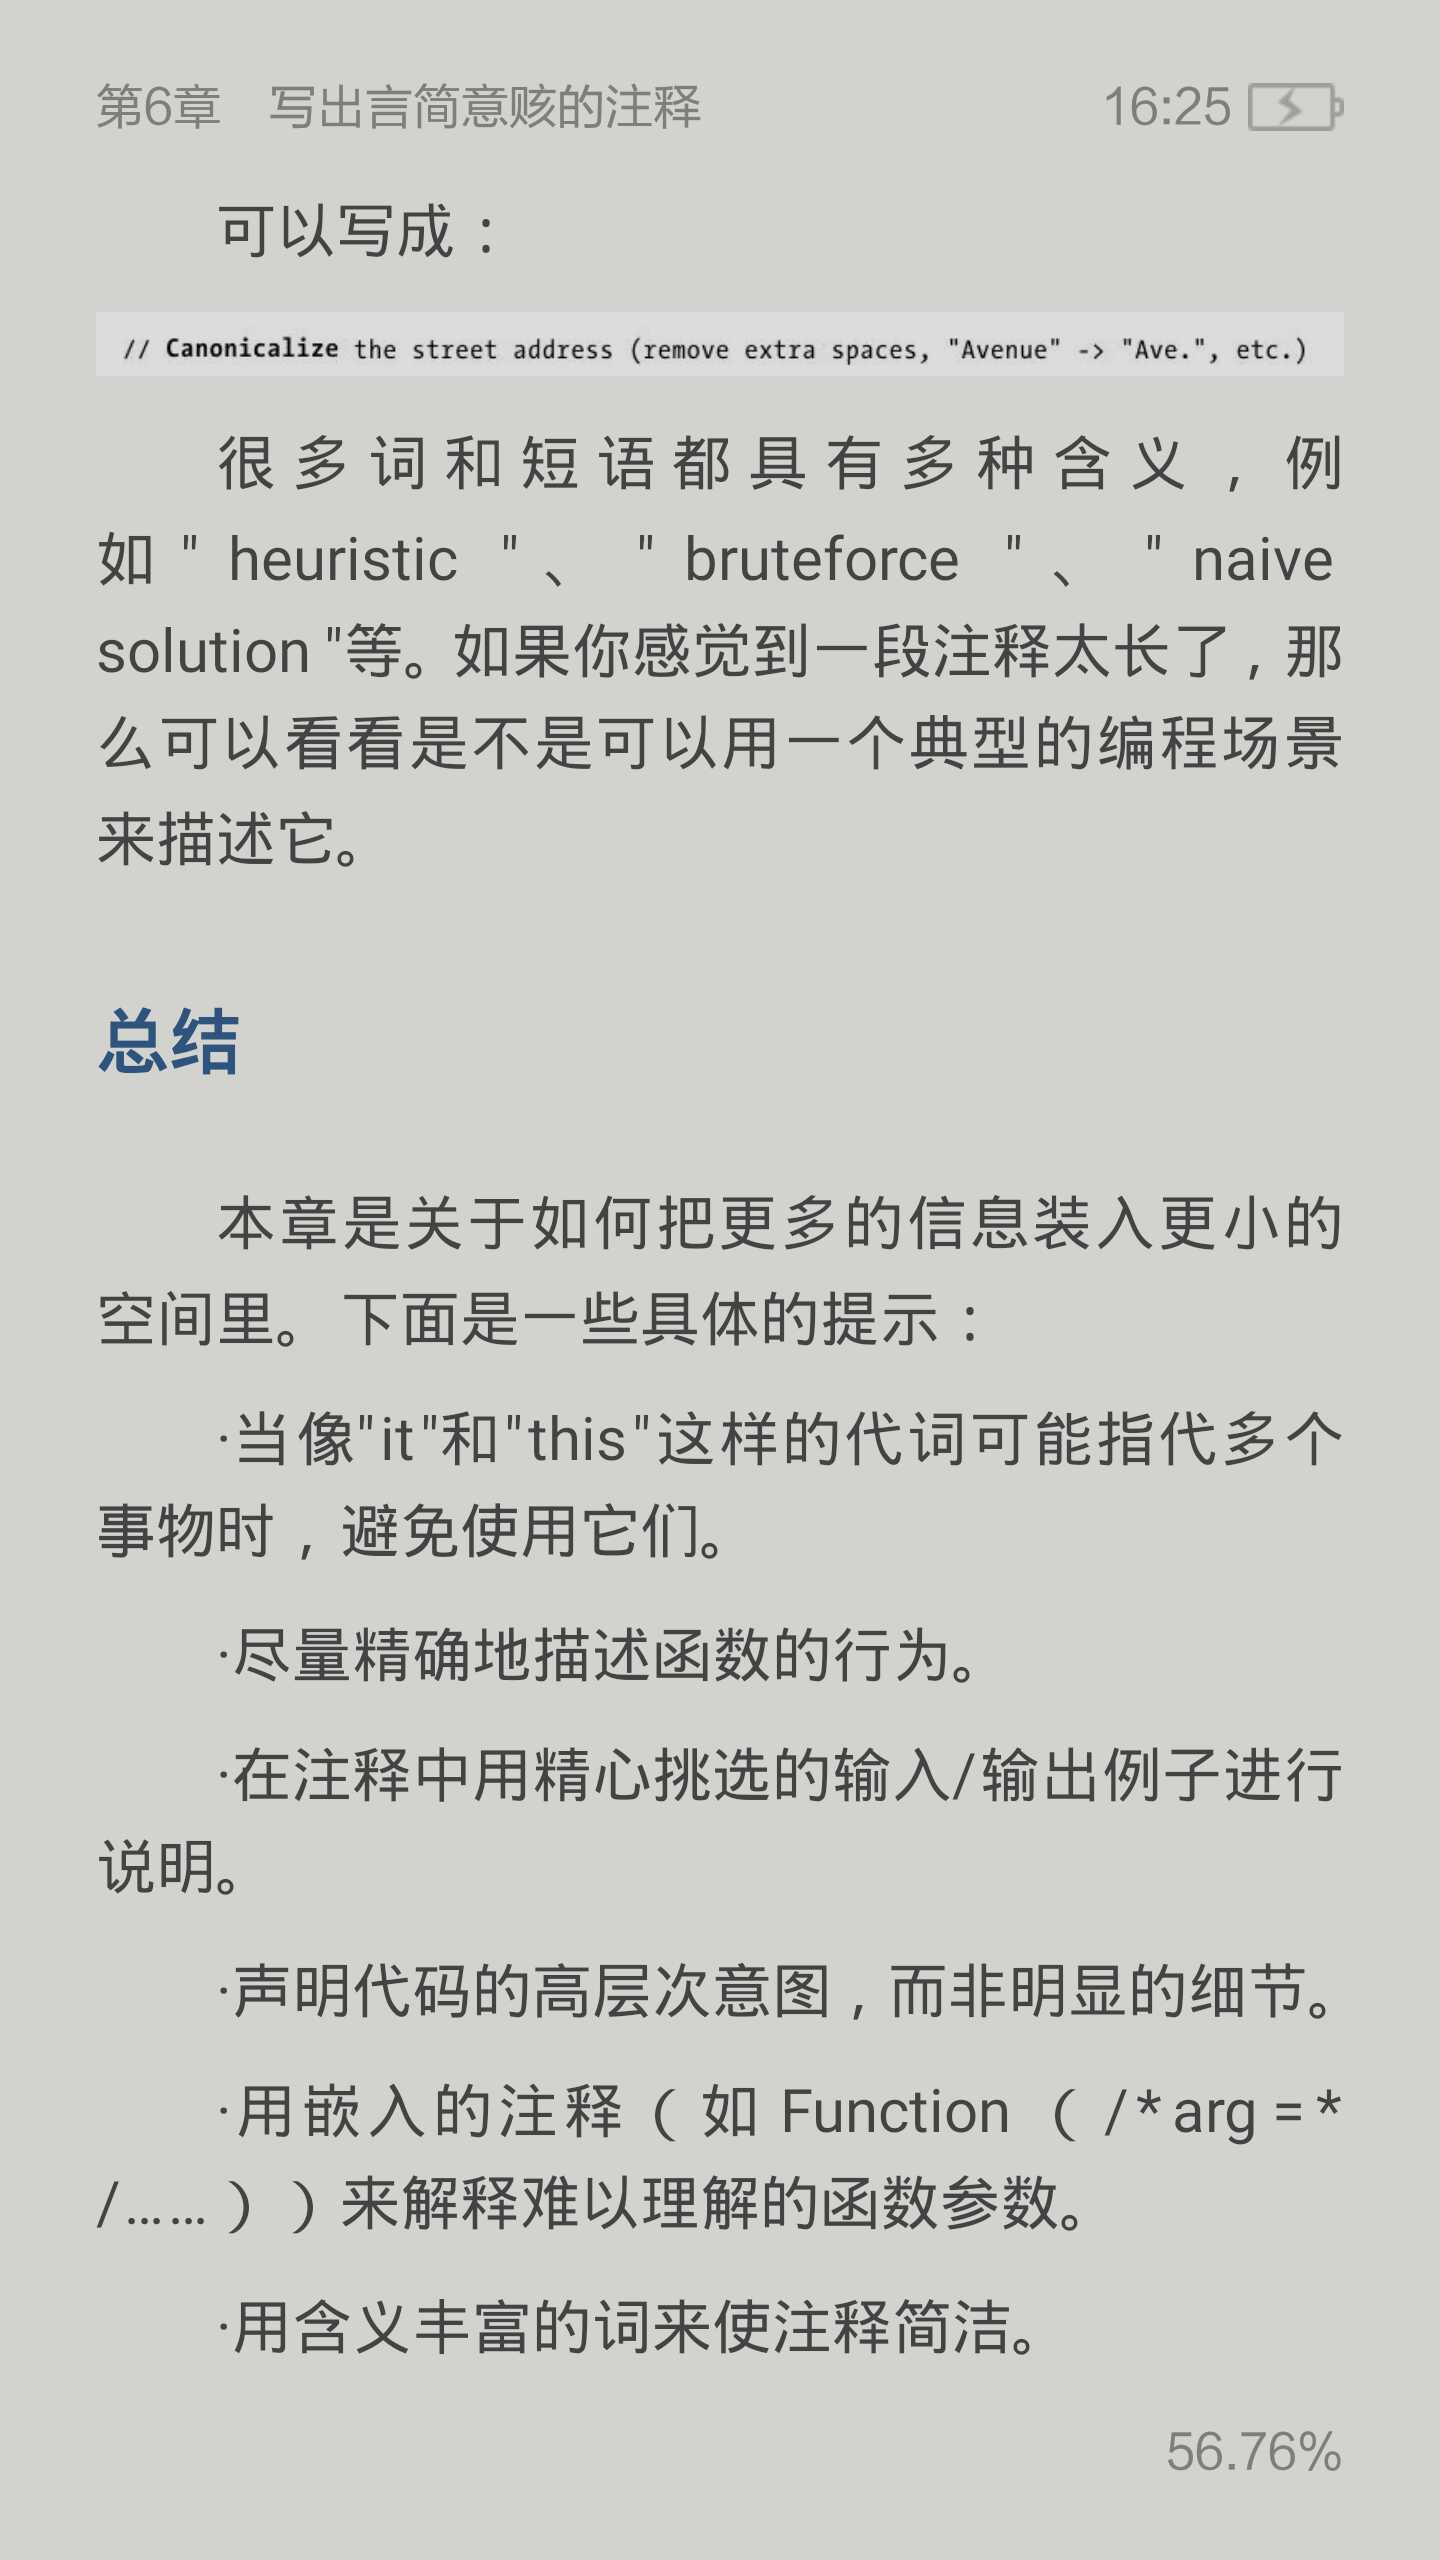 第6章　写出言简意赅的注释
16:25
可以写成：
// Canonicalize the street address (remove extra spaces, "Avenue" -> "Ave.", etc.)
很多词和短语都具有多种含义，例
如" heuristic "、" bruteforce "、" naive
solution "等。如果你感觉到一段注释太长了，那
么可以看看是不是可以用一个典型的编程场景
来描述它。
总结
本章是关于如何把更多的信息装入更小的
空间里。下面是一些具体的提示：
·当像"it"和"this"这样的代词可能指代多个
事物时，避免使用它们。
·尽量精确地描述函数的行为。
·在注释中用精心挑选的输入/输出例子进行
说明。
·声明代码的高层次意图，而非明显的细节。
·用嵌入的注释（如Function（/*arg=*
/……））来解释难以理解的函数参数。
·用含义丰富的词来使注释简洁。
56.76%